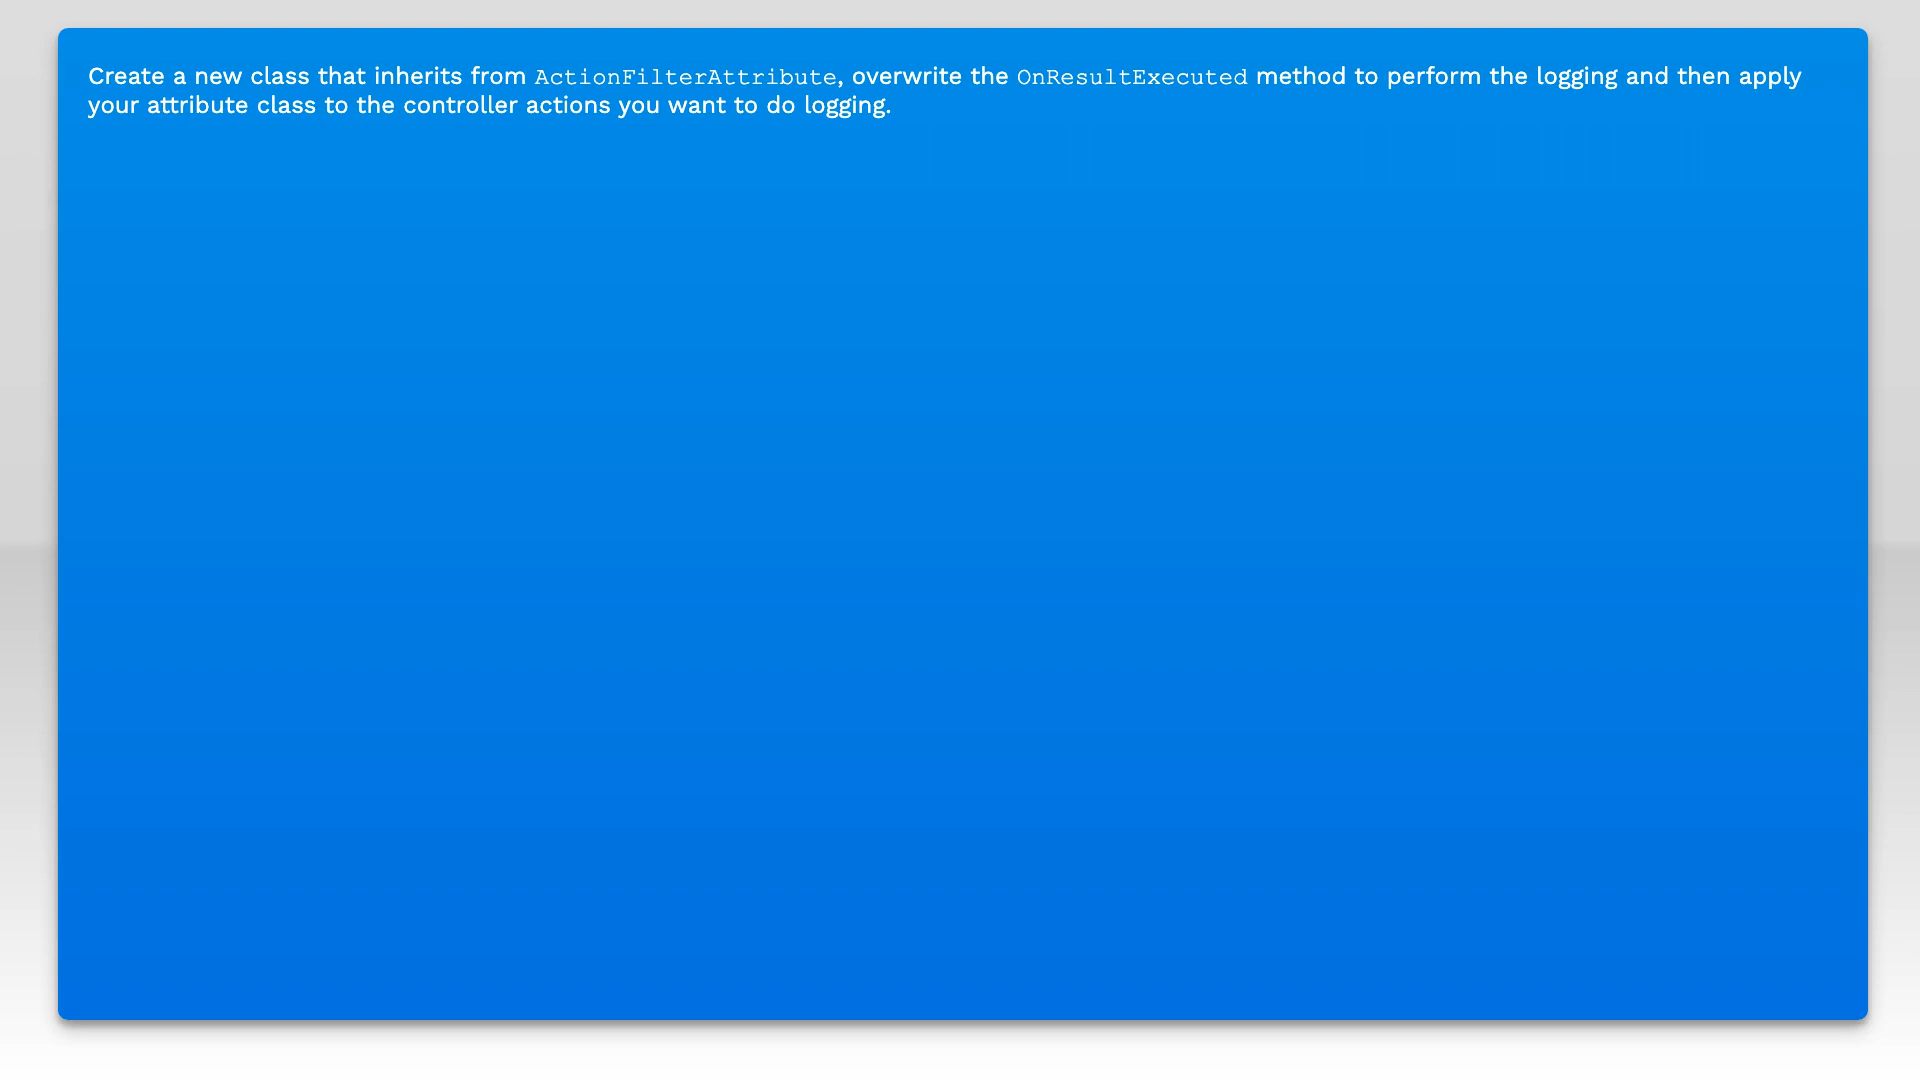 Create a new class that inherits from ActionFilterAttribute, overwrite the OnResultExecuted method to perform the logging and then apply
your attribute class to the controller actions you want to do logging.